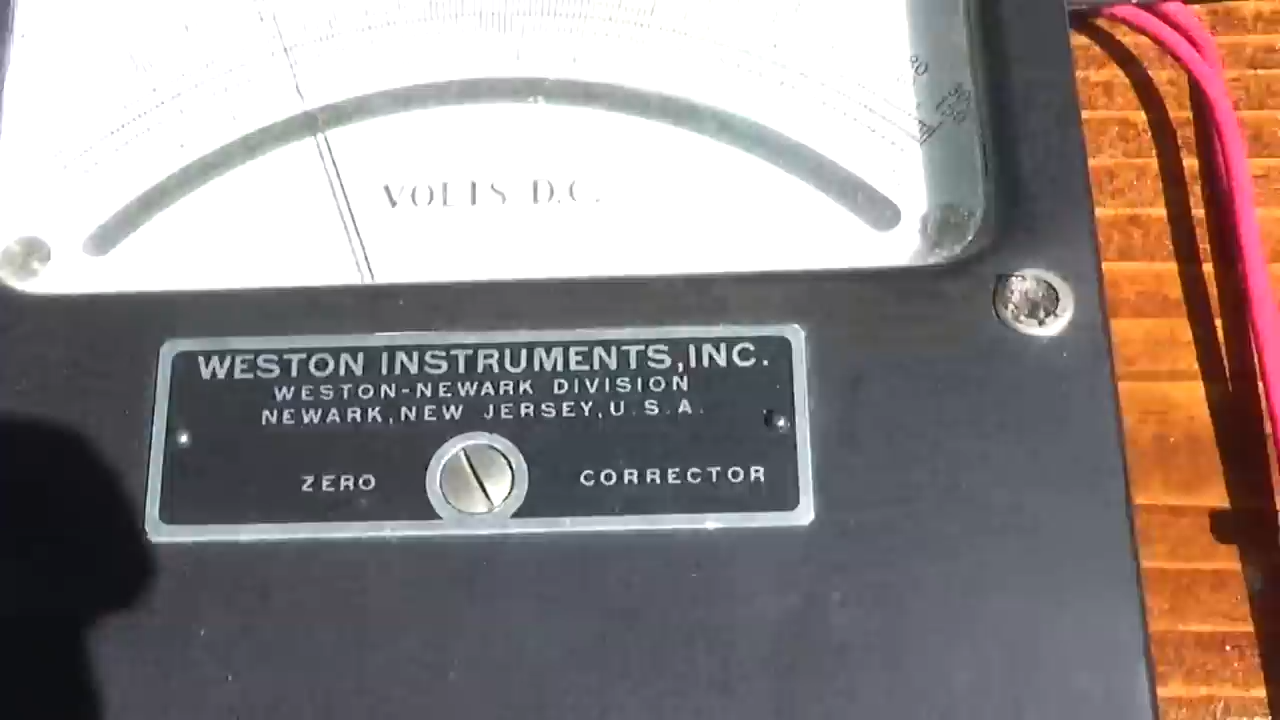 VOLTS D.C.
WESTON INSTRUMENTS, INC.
WESTON-NEWARK DIVISION
NEWARK, NEW JERSEY, U.S.A.
ZERO CORRECTOR